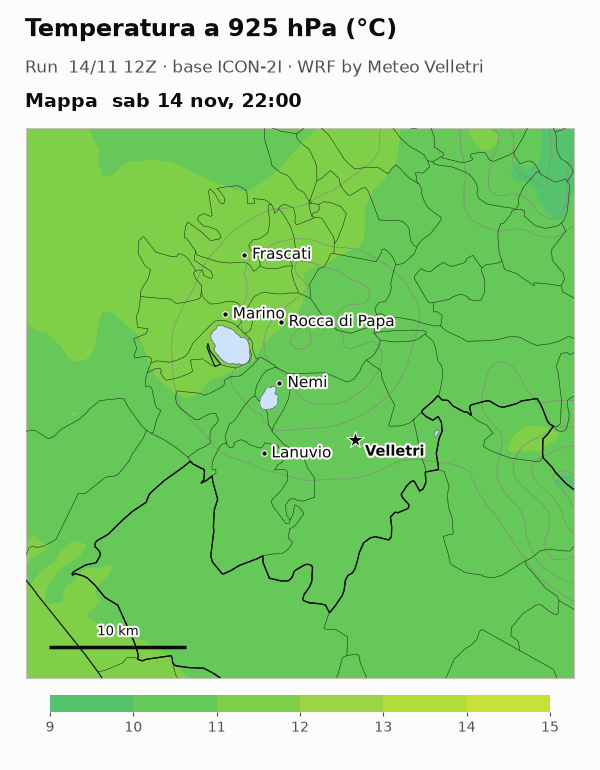 Temperatura a 925 hPa (°C)
Run  14/11 12Z · base ICON-2I · WRF by Meteo Velletri
Mappa  sab 14 nov, 22:00
Frascati
Marino
Rocca di Papa
Nemi
Velletri
Lanuvio
10 km
9 10 11 12 13 14 15